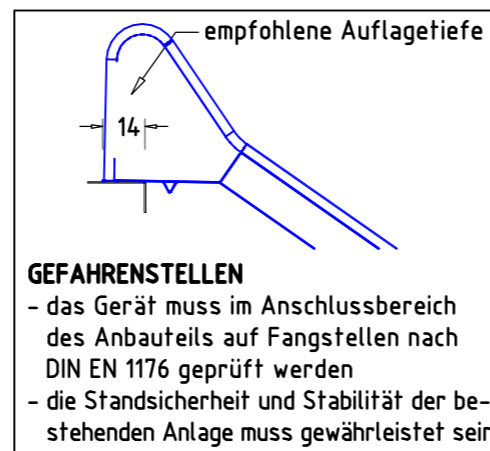 empfohlene Auflagetiefe
14
GEFAHRENSTELLEN
- das Gerät muss im Anschlussbereich
des Anbauteils auf Fangstellen nach
DIN EN 1176 geprüft werden
- die Standsicherheit und Stabilität der be-
stehenden Anlage muss gewährleistet sein